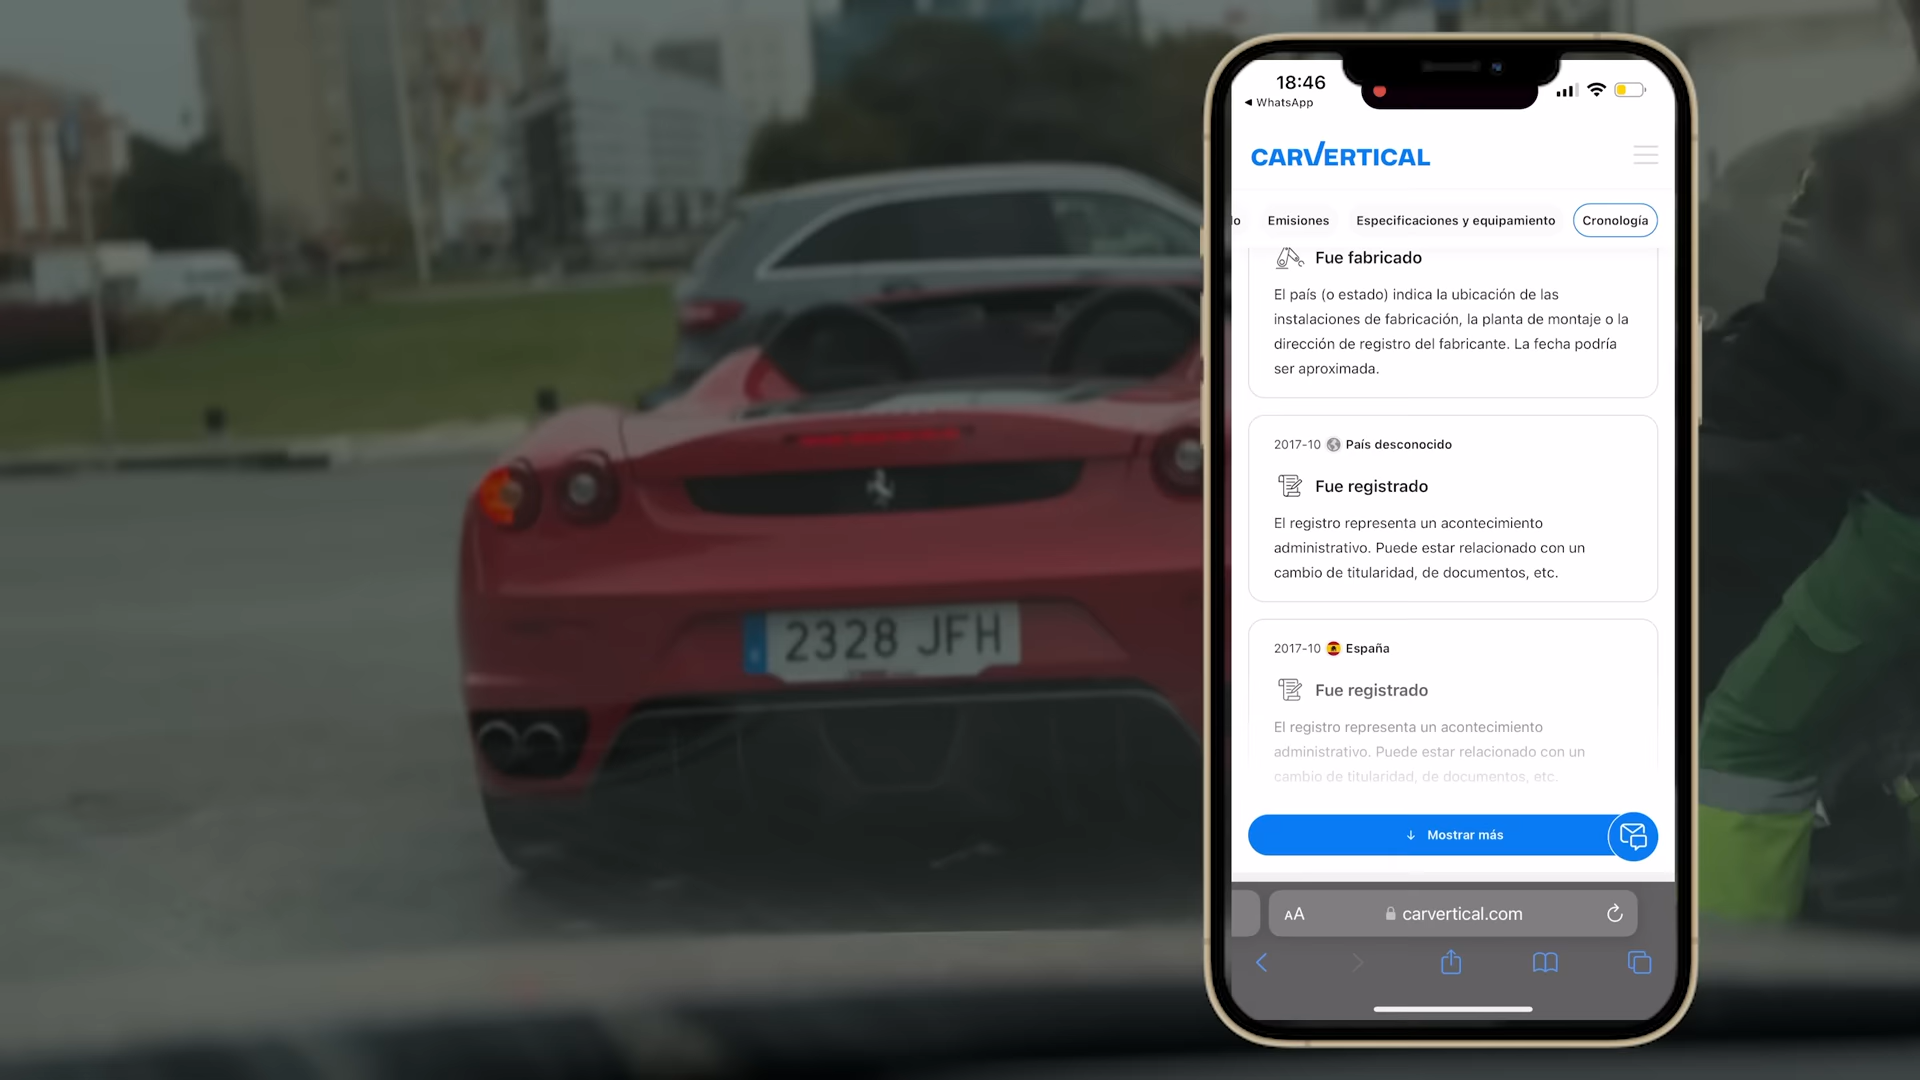 2328 JFH
18:46
WhatsApp
CARVERTICAL
lo Emisiones Especificaciones y equipamiento Cronología
Fue fabricado
El país (o estado) indica la ubicación de las
instalaciones de fabricación, la planta de montaje o la
dirección de registro del fabricante. La fecha podría
ser aproximada.
2017-10 País desconocido
Fue registrado
El registro representa un acontecimiento
administrativo. Puede estar relacionado con un
cambio de titularidad, de documentos, etc.
2017-10 España
Fue registrado
El registro representa un acontecimiento
administrativo. Puede estar relacionado con un
cambio de titularidad, de documentos, etc.
Mostrar más
AA carvertical.com